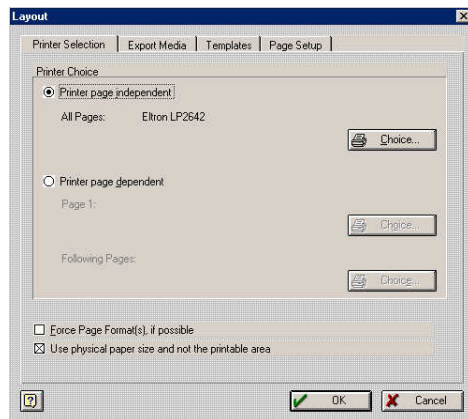 Layout
Printer Selection Export Media Templates Page Setup
Printer Choice
Printer page independent
All Pages: Eltron LP2642
Choice...
Printer page dependent
Page 1:
Choice...
Following Pages:
Choice...
Force Page Format(s), if possible
Use physical paper size and not the printable area
? OK Cancel